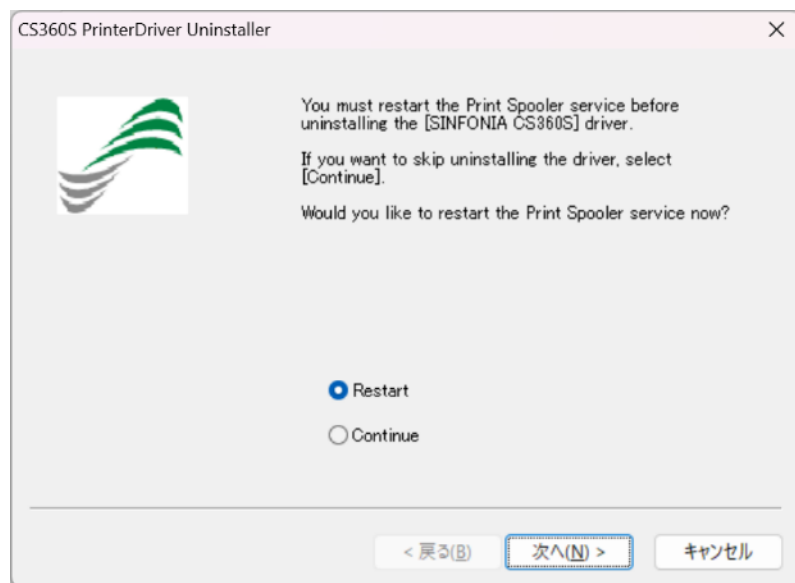 CS360S PrinterDriver Uninstaller
You must restart the Print Spooler service before
uninstalling the [SINFONIA CS360S] driver.
If you want to skip uninstalling the driver, select
[Continue].
Would you like to restart the Print Spooler service now?
Restart
Continue
< 戻る(B)
次へ(N) >
キャンセル